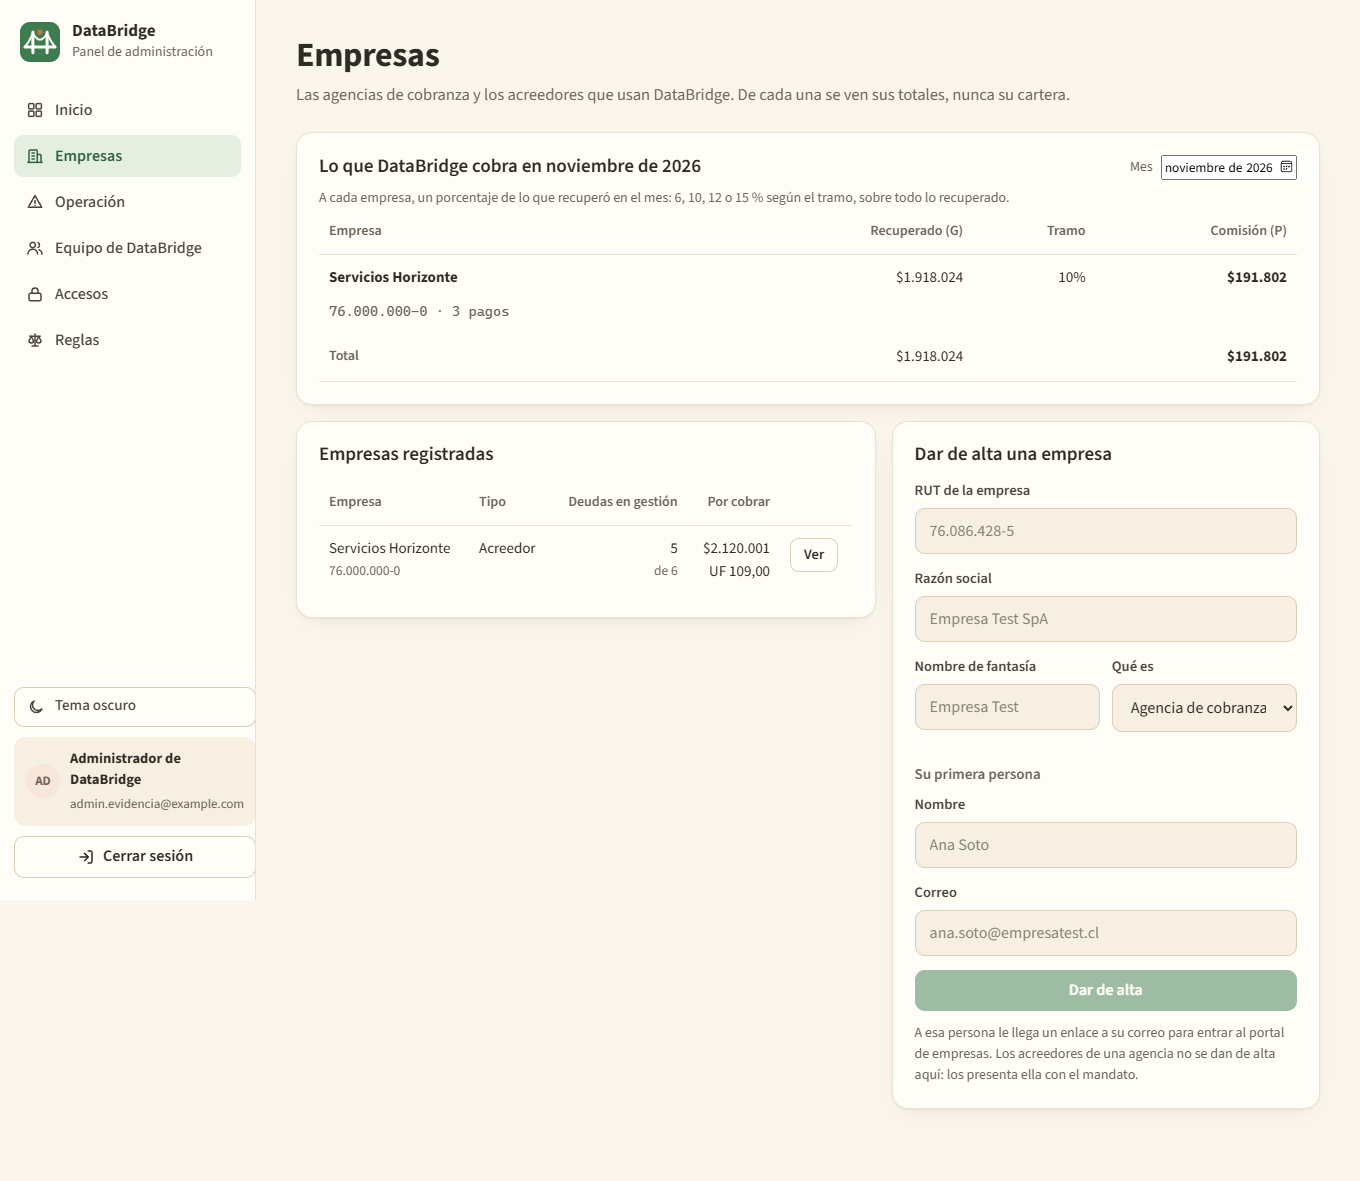 DataBridge
Panel de administración
Inicio
Empresas
Operación
Equipo de DataBridge
Accesos
Reglas
Tema oscuro
AD
Administrador de
DataBridge
admin.evidencia@example.com
Cerrar sesión
Empresas
Las agencias de cobranza y los acreedores que usan DataBridge. De cada una se ven sus totales, nunca su cartera.
Lo que DataBridge cobra en noviembre de 2026
Mes noviembre de 2026
A cada empresa, un porcentaje de lo que recuperó en el mes: 6, 10, 12 o 15 % según el tramo, sobre todo lo recuperado.
Empresa Recuperado (G) Tramo Comisión (P)
Servicios Horizonte $1.918.024 10% $191.802
76.000.000-0 · 3 pagos
Total $1.918.024 $191.802
Empresas registradas
Empresa Tipo Deudas en gestión Por cobrar
Servicios Horizonte Acreedor 5 $2.120.001 Ver
76.000.000-0 de 6 UF 109,00
Dar de alta una empresa
RUT de la empresa
76.086.428-5
Razón social
Empresa Test SpA
Nombre de fantasía Qué es
Empresa Test Agencia de cobranza
Su primera persona
Nombre
Ana Soto
Correo
ana.soto@empresatest.cl
Dar de alta
A esa persona le llega un enlace a su correo para entrar al portal
de empresas. Los acreedores de una agencia no se dan de alta
aquí: los presenta ella con el mandato.